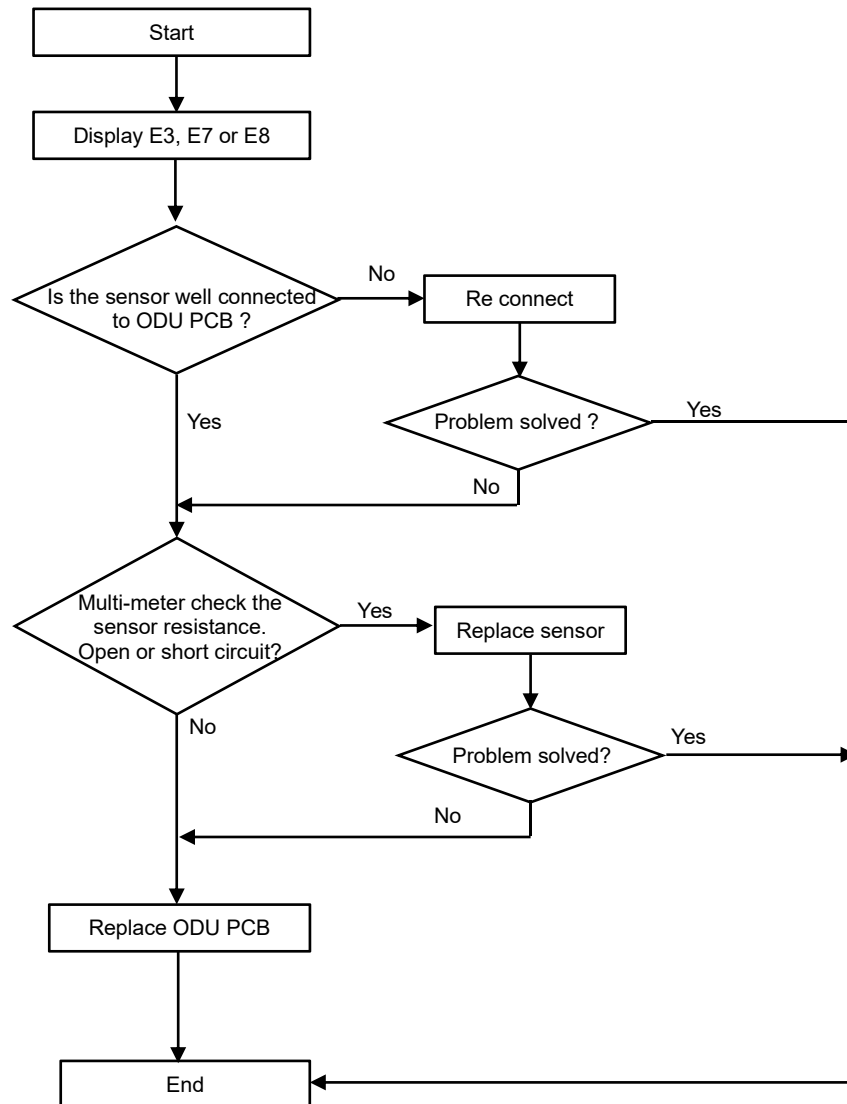 Start
Display E3, E7 or E8
Is the sensor well connected
to ODU PCB ?
No
Re connect
Yes
Problem solved ?
Yes
No
Multi-meter check the
sensor resistance.
Open or short circuit?
Yes
Replace sensor
No
Problem solved?
Yes
No
Replace ODU PCB
End